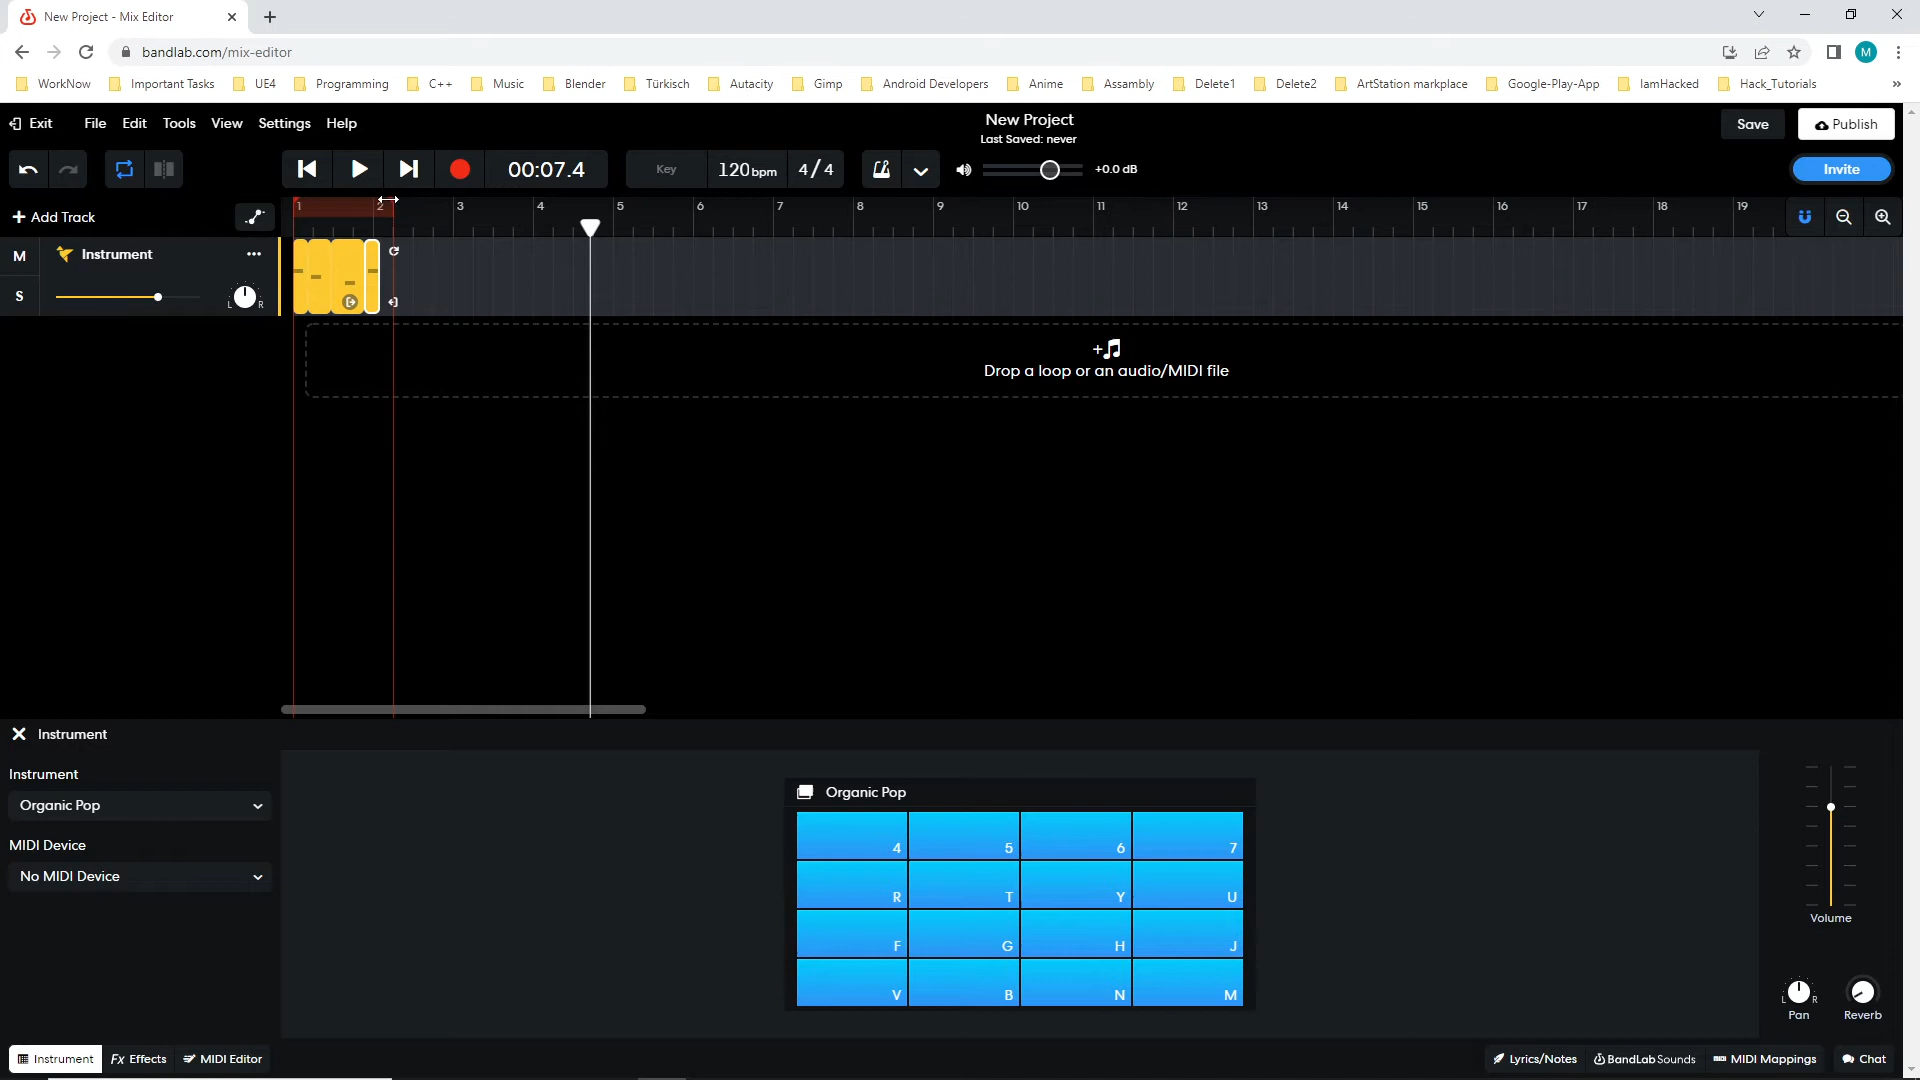 New Project - Mix Editor
bandlab.com/mix-editor
M
WorkNow Important Tasks UE4 Programming C++ Music Blender Türkisch Autacity Gimp Android Developers Anime Assambly Delete1 Delete2 ArtStation markplace Google-Play-App IamHacked Hack_Tutorials »
Exit File Edit Tools View Settings Help
New Project
Last Saved: never
Save Publish
00:07.4 Key 120bpm 4/4 +0.0 dB Invite
+ Add Track 1 2 3 4 5 6 7 8 9 10 11 12 13 14 15 16 17 18 19
M Instrument
S L R
Drop a loop or an audio/MIDI file
Instrument
Instrument
Organic Pop
MIDI Device
No MIDI Device
Organic Pop
4 5 6 7
R T Y U
F G H J
V B N M
Volume
L R
Pan Reverb
Instrument Fx Effects MIDI Editor Lyrics/Notes BandLab Sounds MIDI Mappings Chat